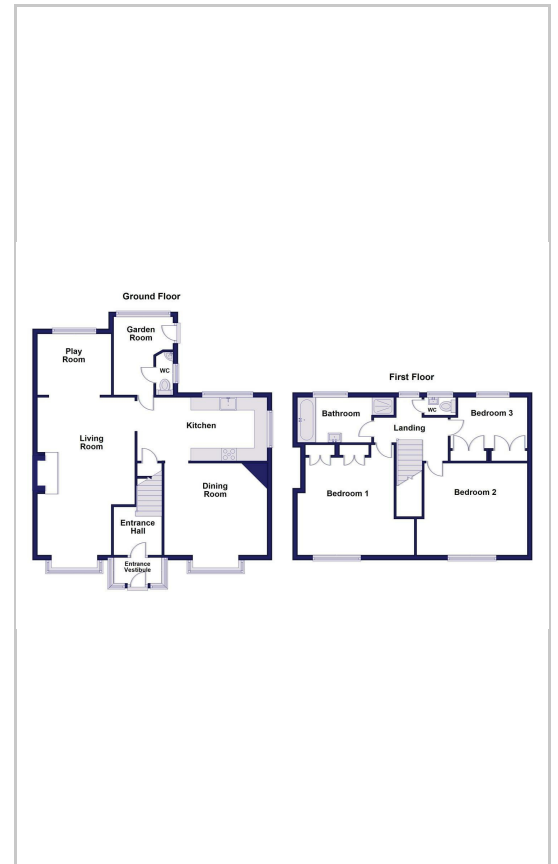 Ground Floor
Garden
Room
Play
Room
WC
Kitchen
Living
Room
Dining
Room
Entrance
Hall
Entrance
Vestibule
First Floor
Bathroom
WC
Bedroom 3
Landing
Bedroom 1
Bedroom 2